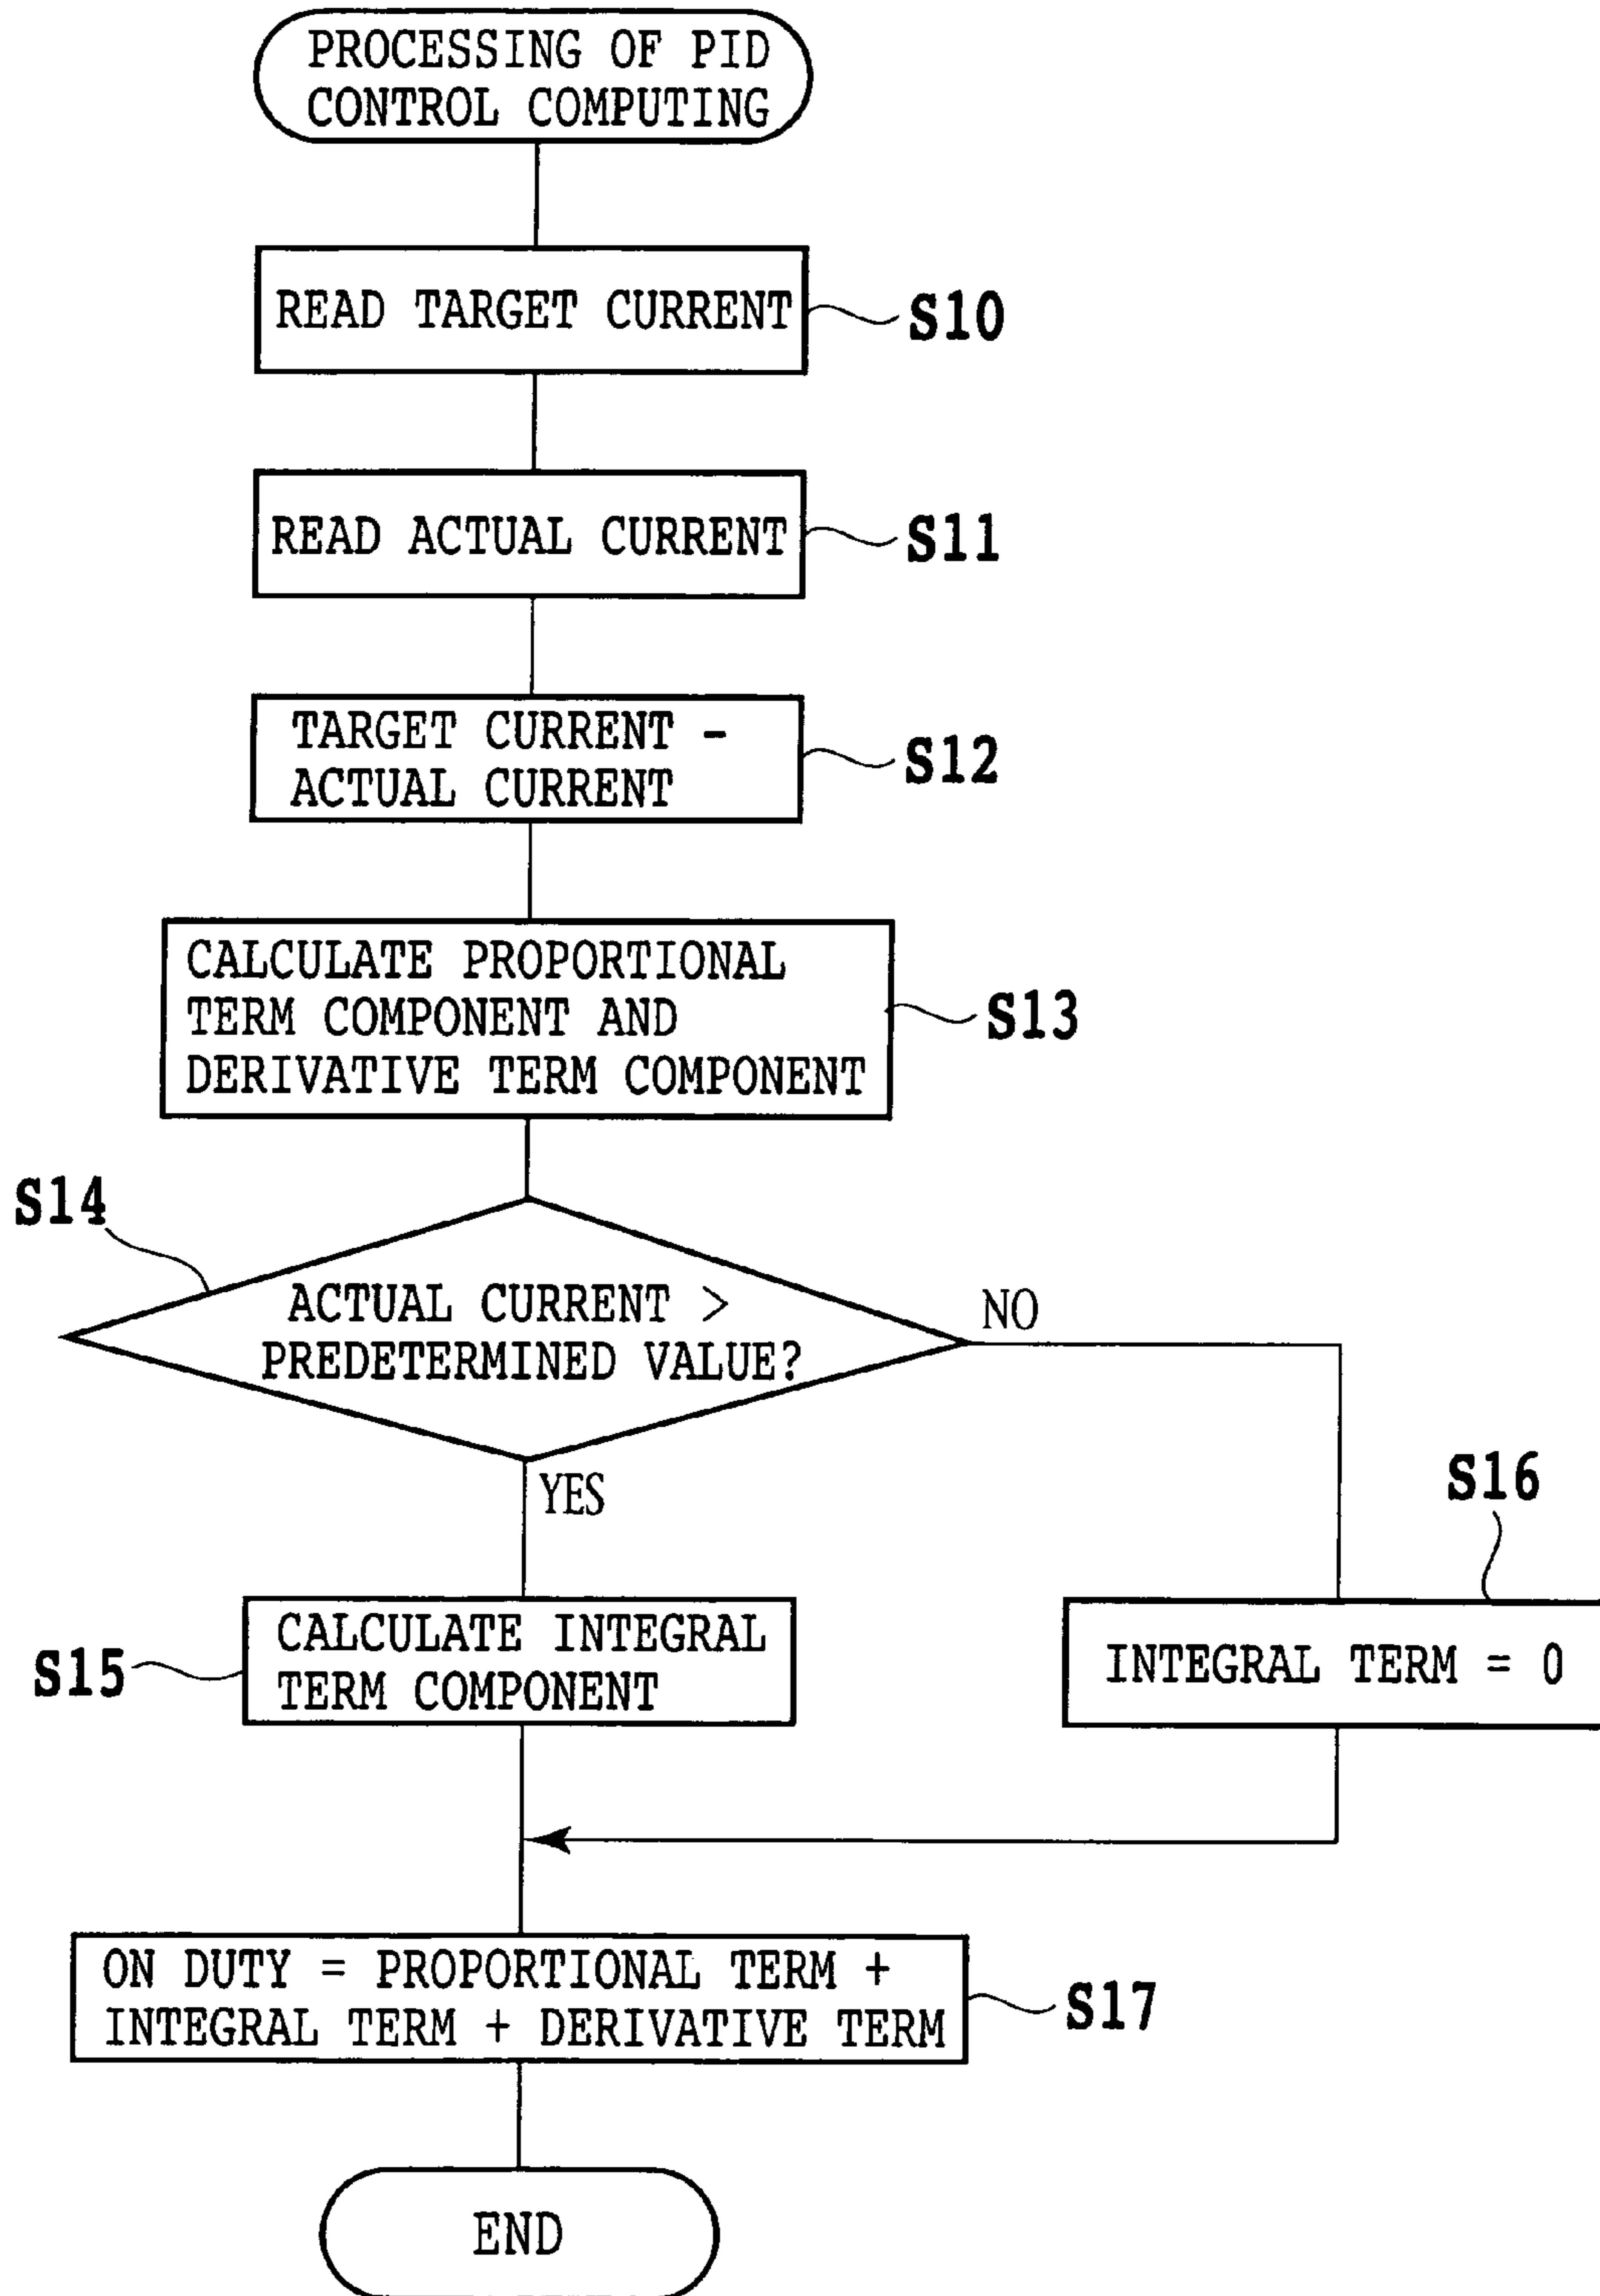 PROCESSING OF PID
CONTROL COMPUTING
READ TARGET CURRENT
S10
READ ACTUAL CURRENT
S11
TARGET CURRENT -
ACTUAL CURRENT
S12
CALCULATE PROPORTIONAL
TERM COMPONENT AND
DERIVATIVE TERM COMPONENT
S13
S14
ACTUAL CURRENT >
PREDETERMINED VALUE?
NO
YES
S16
CALCULATE INTEGRAL
TERM COMPONENT
S15
INTEGRAL TERM = 0
ON DUTY = PROPORTIONAL TERM +
INTEGRAL TERM + DERIVATIVE TERM
S17
END